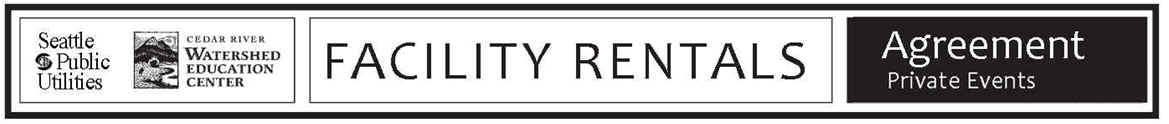 Seattle
Public
Utilities
CEDAR RIVER
WATERSHED
EDUCATION
CENTER
FACILITY RENTALS
Agreement
Private Events